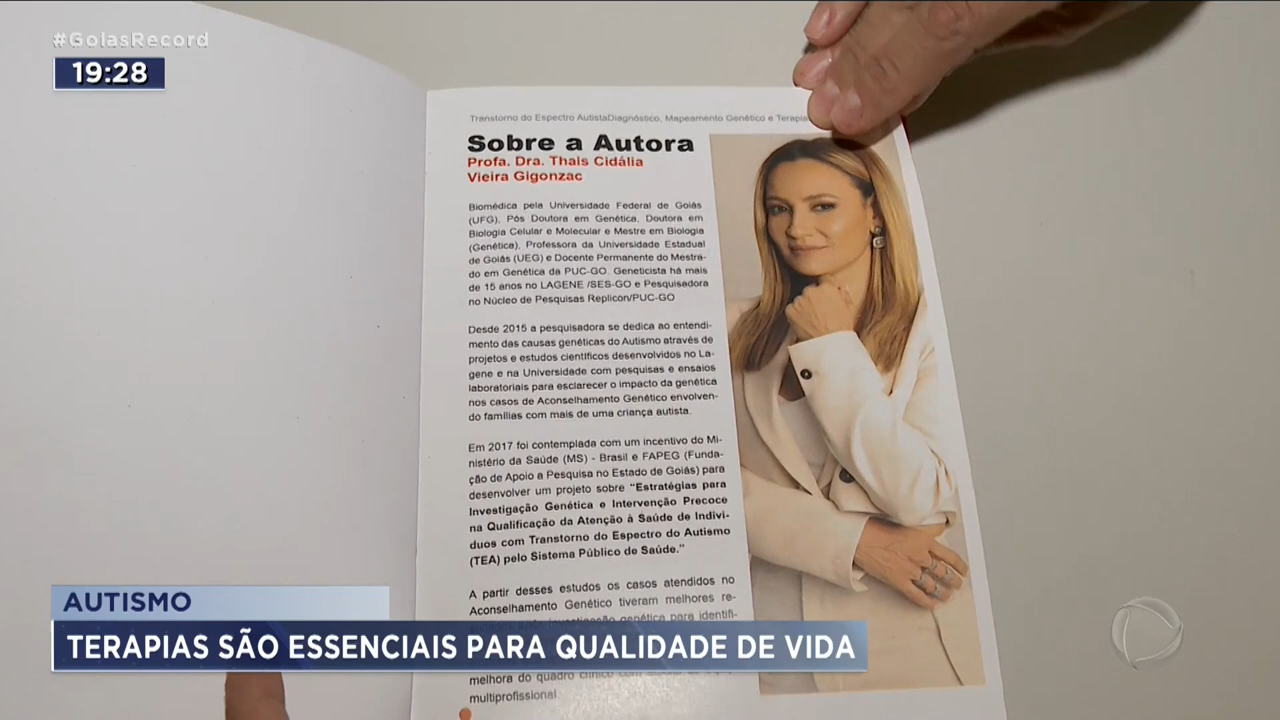 #GoiásRecord
19:28
Transtorno do Espectro AutistaDiagnóstico, Mapeamento Genético e Terapia
Sobre a Autora
Profa. Dra. Thais Cidália
Vieira Gigonzac
Biomédica pela Universidade Federal de Goiás
(UFG), Pós Doutora em Genética, Doutora em
Biologia Celular e Molecular e Mestre em Biologia
(Genética), Professora da Universidade Estadual
de Goiás (UEG) e Docente Permanente do Mestra-
do em Genética da PUC-GO. Geneticista há mais
de 15 anos no LAGENE /SES-GO e Pesquisadora
no Núcleo de Pesquisas Replicon/PUC-GO
Desde 2015 a pesquisadora se dedica ao entendi-
mento das causas genéticas do Autismo através de
projetos e estudos científicos desenvolvidos no La-
gene e na Universidade com pesquisas e ensaios
laboratoriais para esclarecer o impacto da genética
nos casos de Aconselhamento Genético envolven-
do famílias com mais de uma criança autista.
Em 2017 foi contemplada com um incentivo do Mi-
nistério da Saúde (MS) - Brasil e FAPEG (Funda-
ção de Apoio a Pesquisa no Estado de Goiás) para
desenvolver um projeto sobre "Estratégias para
Investigação Genética e Intervenção Precoce
na Qualificação da Atenção à Saúde de Indiví-
duos com Transtorno do Espectro do Autismo
(TEA) pelo Sistema Público de Saúde."
A partir desses estudos os casos atendidos no
Aconselhamento Genético tiveram melhores re-
genética para identifi-
AUTISMO
TERAPIAS SÃO ESSENCIAIS PARA QUALIDADE DE VIDA
melhora do quadro clínico
multiprofissional.